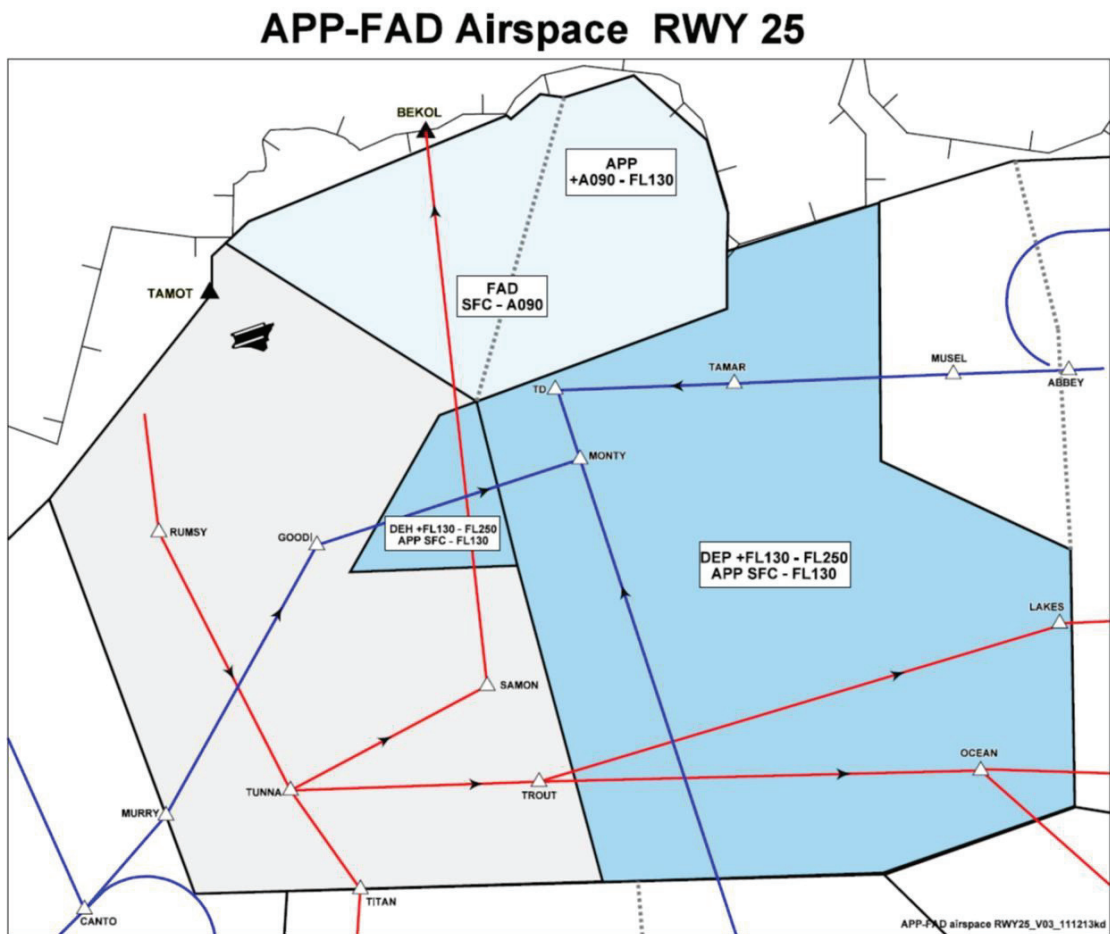 APP-FAD Airspace RWY 25
BEKOL
APP
+A090 - FL130
FAD
SFC - A090
TAMOT
TAMAR
MUSEL
ABBEY
TD
MONTY
RUMSY
GOODI
DEH +FL130 - FL250
APP SFC - FL130
DEP +FL130 - FL250
APP SFC - FL130
LAKES
SAMON
OCEAN
TUNNA
TROUT
MURRY
TITAN
CANTO
APP-FAD airspace RWY25_V03_111213kd